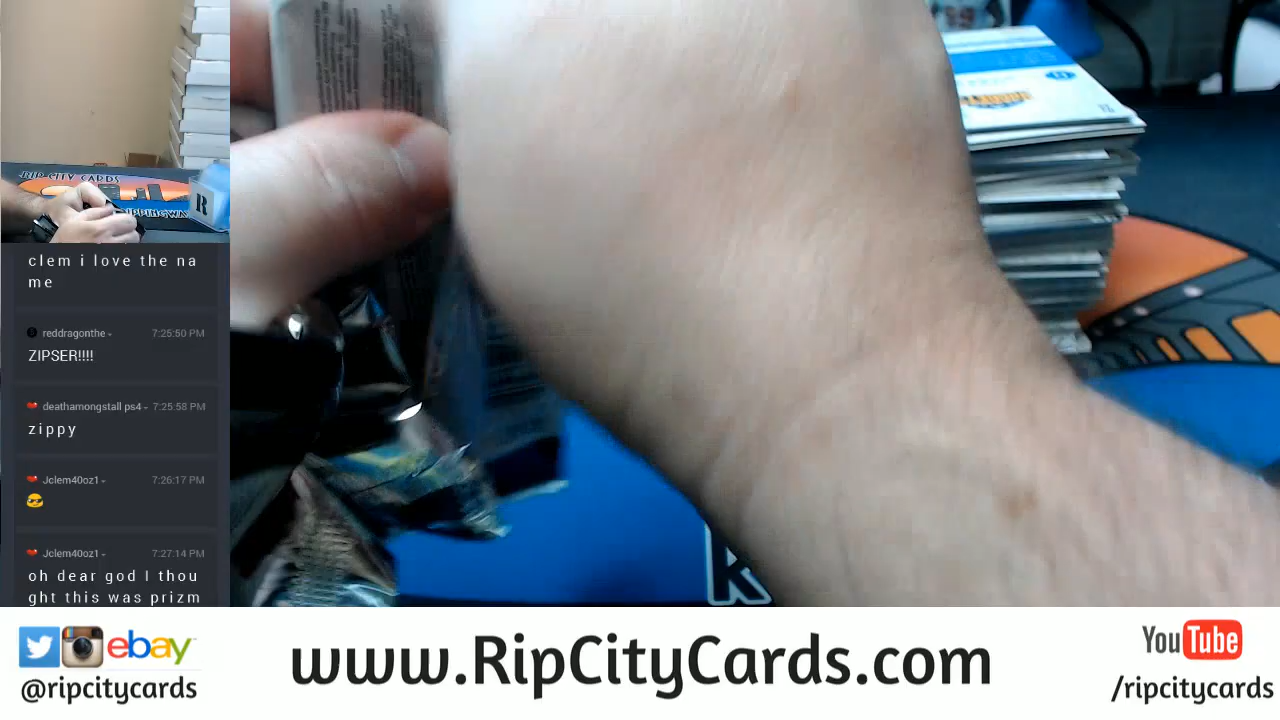 RIP CITY CARDS
RIPPINGWAX
R
clem i love the na
me
reddragonthe
7:25:50 PM
ZIPSER!!!!
deathamongstall ps4
7:25:58 PM
zippy
Jclem40oz1
7:26:17 PM
Jclem40oz1
7:27:14 PM
oh dear god I thou
ght this was prizm
ebay
@ripcitycards
www.RipCityCards.com
YouTube
/ripcitycards